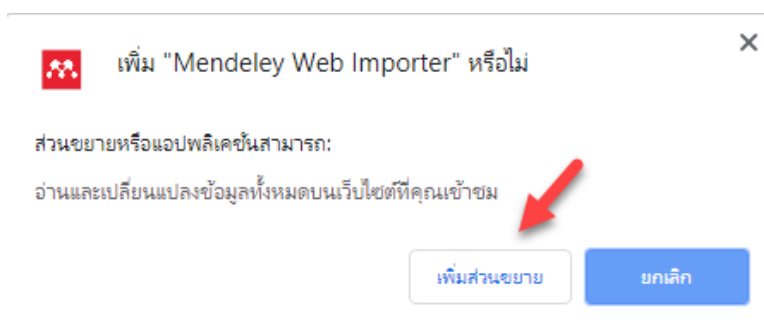 เพิ่ม "Mendeley Web Importer" หรือไม่
ส่วนขยายหรือแอปพลิเคชันสามารถ:
อ่านและเปลี่ยนแปลงข้อมูลทั้งหมดบนเว็บไซต์ที่คุณเข้าชม
เพิ่มส่วนขยาย ยกเลิก